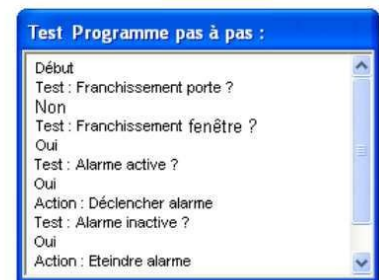 Test Programme pas à pas :
Début
Test : Franchissement porte ?
Non
Test : Franchissement fenêtre ?
Oui
Test : Alarme active ?
Oui
Action : Déclencher alarme
Test : Alarme inactive ?
Oui
Action : Eteindre alarme